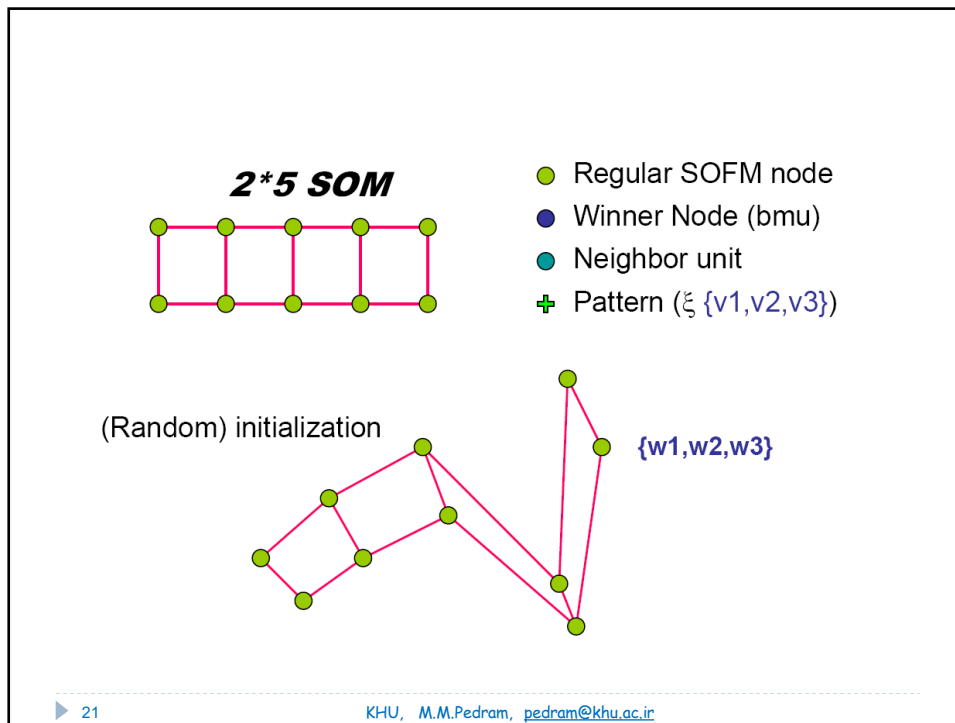 2*5 SOM
Regular SOFM node
Winner Node (bmu)
Neighbor unit
Pattern (ξ {v1,v2,v3})
(Random) initialization
{w1,w2,w3}
21 KHU, M.M.Pedram, pedram@khu.ac.ir